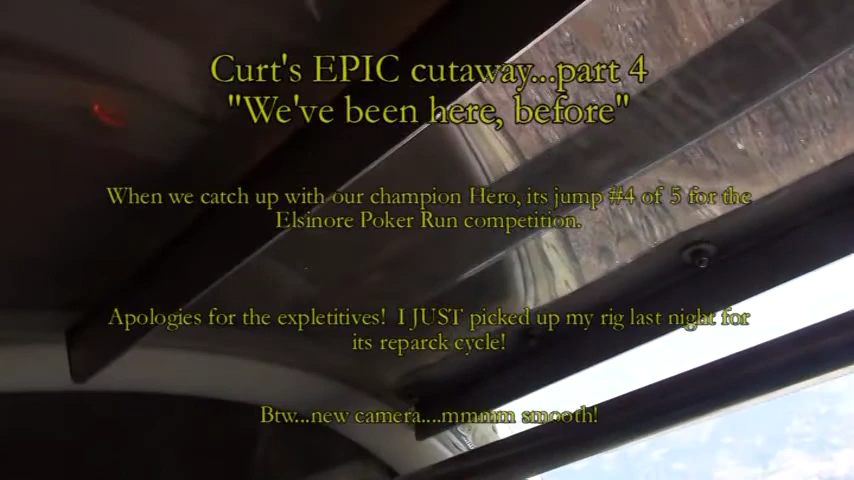 Curt's EPIC cutaway...part 4
"We've been here, before"
When we catch up with our champion Hero, its jump #4 of 5 for the
Elsinore Poker Run competition.
Apologies for the expletitives! I JUST picked up my rig last night for
its reparck cycle!
Btw...new camera....mmmm smooth!